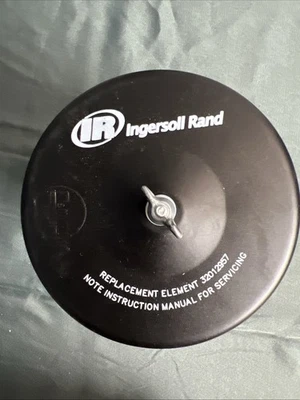 IR Ingersoll Rand
REPLACEMENT ELEMENT 32012957
NOTE INSTRUCTION MANUAL FOR SERVICING